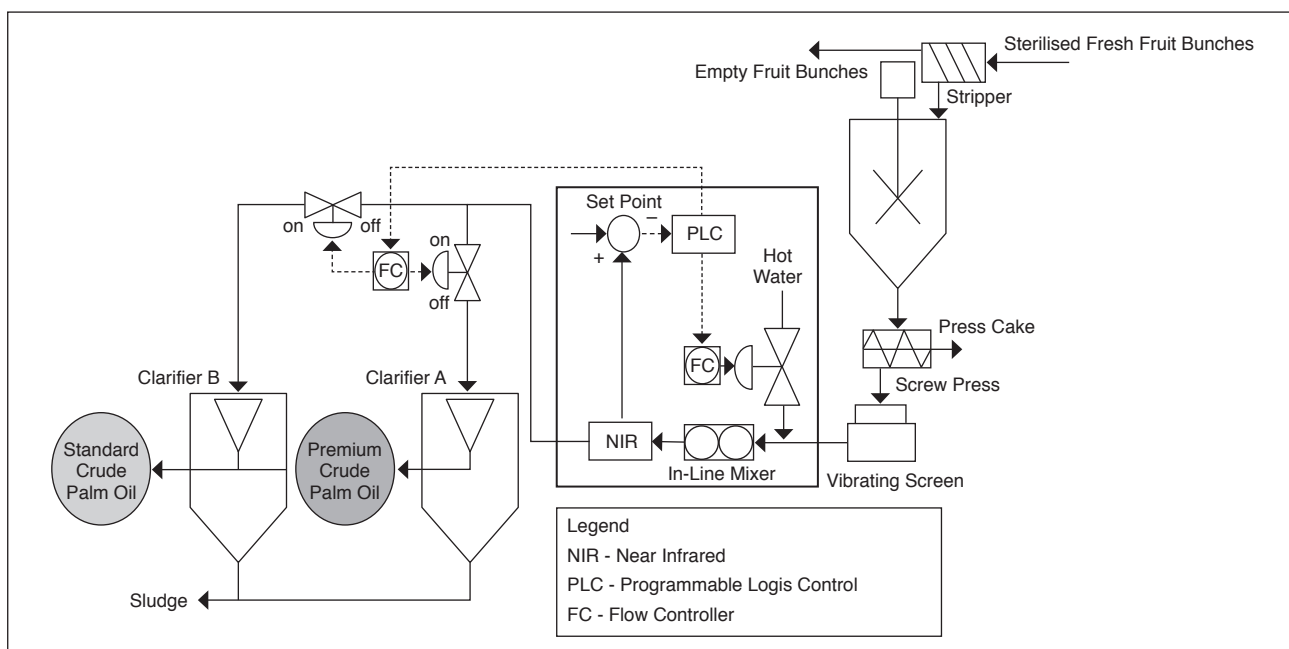 Sterilised Fresh Fruit Bunches
Empty Fruit Bunches
Stripper
Set Point
−
+
PLC
on
off
FC
on
off
Hot
Water
FC
Press Cake
Screw Press
Clarifier B
Clarifier A
NIR
In-Line Mixer
Vibrating Screen
Standard
Crude
Palm Oil
Premium
Crude
Palm Oil
Sludge
Legend
NIR - Near Infrared
PLC - Programmable Logis Control
FC - Flow Controller